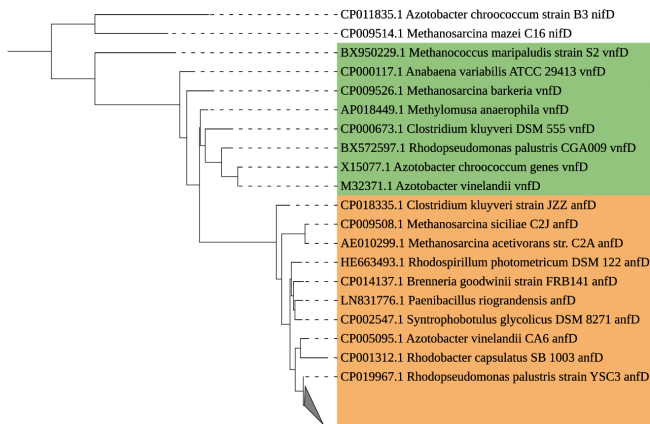 CP011835.1 Azotobacter chroococcum strain B3 nifD
CP009514.1 Methanosarcina mazei C16 nifD
BX950229.1 Methanococcus maripaludis strain S2 vnfD
CP000117.1 Anabaena variabilis ATCC 29413 vnfD
CP009526.1 Methanosarcina barkeria vnfD
AP018449.1 Methylomusa anaerophila vnfD
CP000673.1 Clostridium kluyveri DSM 555 vnfD
BX572597.1 Rhodopseudomonas palustris CGA009 vnfD
X15077.1 Azotobacter chroococcum genes vnfD
M32371.1 Azotobacter vinelandii vnfD
CP018335.1 Clostridium kluyveri strain JZZ anfD
CP009508.1 Methanosarcina siciliae C2J anfD
AE010299.1 Methanosarcina acetivorans str. C2A anfD
HE663493.1 Rhodospirillum photometricum DSM 122 anfD
CP014137.1 Brenneria goodwinii strain FRB141 anfD
LN831776.1 Paenibacillus riograndensis anfD
CP002547.1 Syntrophobotulus glycolicus DSM 8271 anfD
CP005095.1 Azotobacter vinelandii CA6 anfD
CP001312.1 Rhodobacter capsulatus SB 1003 anfD
CP019967.1 Rhodopseudomonas palustris strain YSC3 anfD